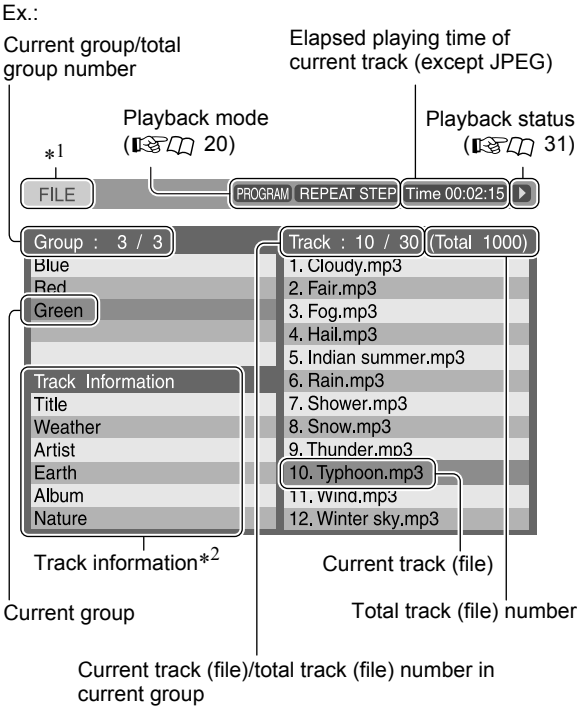 Ex.:
Current group/total
group number
Elapsed playing time of
current track (except JPEG)
Playback mode
( 20)
Playback status
( 31)
*1
FILE
PROGRAM REPEAT STEP Time 00:02:15
Group : 3 / 3
Track : 10 / 30 (Total 1000)
Blue
Red
Green
Track Information
Title
Weather
Artist
Earth
Album
Nature
1. Cloudy.mp3
2. Fair.mp3
3. Fog.mp3
4. Hail.mp3
5. Indian summer.mp3
6. Rain.mp3
7. Shower.mp3
8. Snow.mp3
9. Thunder.mp3
10. Typhoon.mp3
11. Wind.mp3
12. Winter sky.mp3
Track information*2
Current track (file)
Current group
Total track (file) number
Current track (file)/total track (file) number in
current group